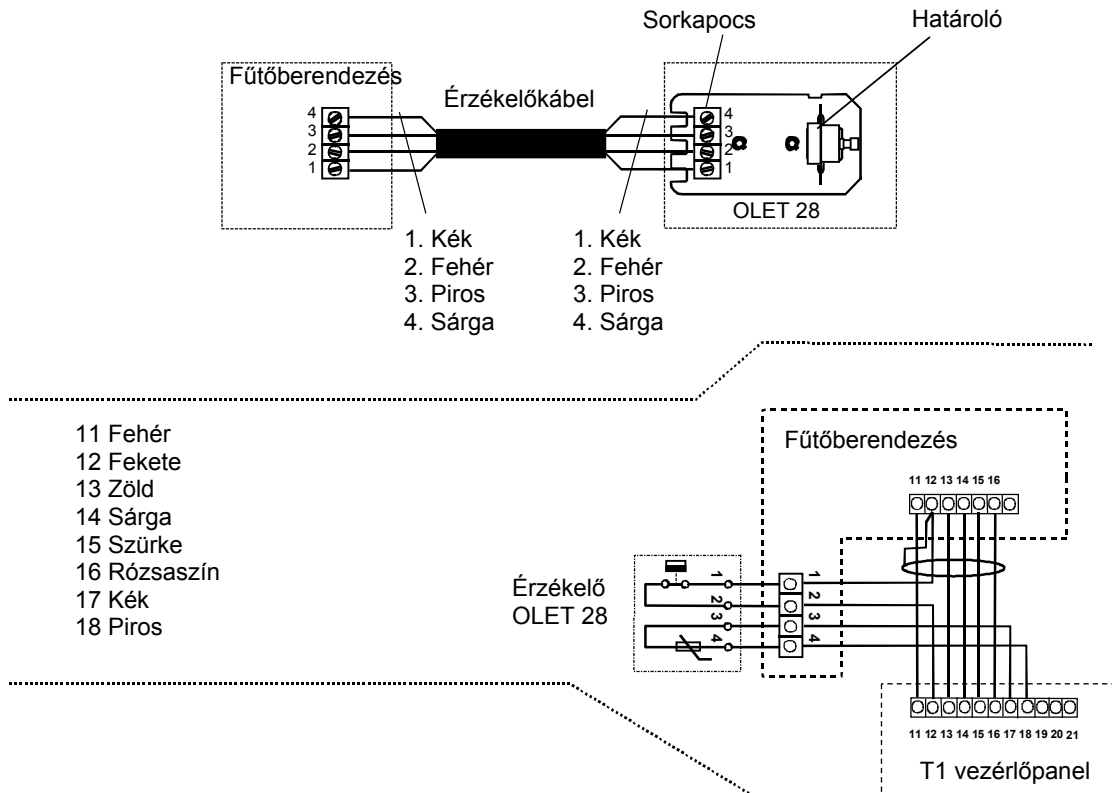 Sorkapocs
Határoló
Fűtőberendezés
Érzékelőkábel
4
3
2
1
4
3
2
1
OLET 28
1. Kék
2. Fehér
3. Piros
4. Sárga
1. Kék
2. Fehér
3. Piros
4. Sárga
11 Fehér
12 Fekete
13 Zöld
14 Sárga
15 Szürke
16 Rózsaszín
17 Kék
18 Piros
Fűtőberendezés
11 12 13 14 15 16
Érzékelő
OLET 28
1
2
3
4
1
2
3
4
11 12 13 14 15 16 17 18 19 20 21
T1 vezérlőpanel